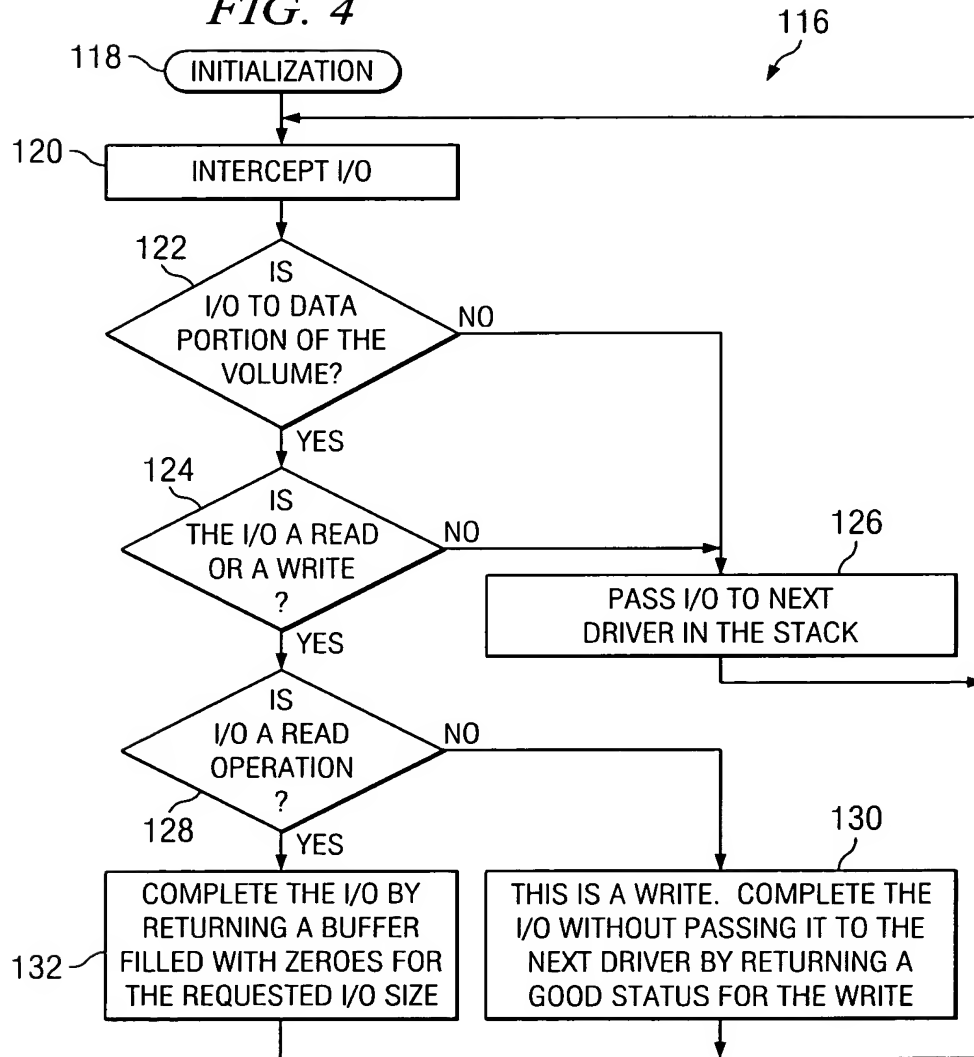 FIG. 4
116
118
INITIALIZATION
120
INTERCEPT I/O
122
IS
I/O TO DATA
PORTION OF THE
VOLUME?
NO
YES
124
IS
THE I/O A READ
OR A WRITE
?
NO
YES
126
PASS I/O TO NEXT
DRIVER IN THE STACK
IS
I/O A READ
OPERATION
?
NO
128
YES
130
COMPLETE THE I/O BY
RETURNING A BUFFER
FILLED WITH ZEROES FOR
THE REQUESTED I/O SIZE
132
THIS IS A WRITE. COMPLETE THE
I/O WITHOUT PASSING IT TO THE
NEXT DRIVER BY RETURNING A
GOOD STATUS FOR THE WRITE